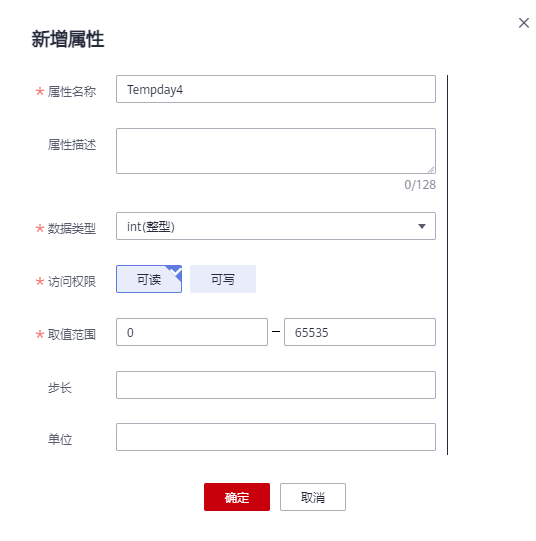 新增属性
* 属性名称 Tempday4
属性描述
0/128
* 数据类型 int(整型)
* 访问权限 可读 可写
* 取值范围 0 – 65535
步长
单位
确定 取消